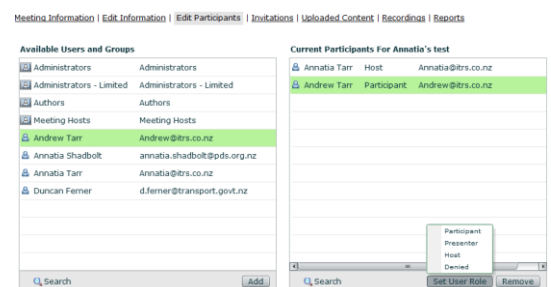 Meeting Information | Edit Information | Edit Participants | Invitations | Uploaded Content | Recordings | Reports
Available Users and Groups
Administrators Administrators
Administrators - Limited Administrators - Limited
Authors Authors
Meeting Hosts Meeting Hosts
Andrew Tarr Andrew@itrs.co.nz
Annatia Shadbolt annatia.shadbolt@pds.org.nz
Annatia Tarr Annatia@itrs.co.nz
Duncan Ferner d.ferner@transport.govt.nz
Search Add
Current Participants For Annatia's test
Annatia Tarr Host Annatia@itrs.co.nz
Andrew Tarr Participant Andrew@itrs.co.nz
Participant
Presenter
Host
Denied
Search Set User Role Remove